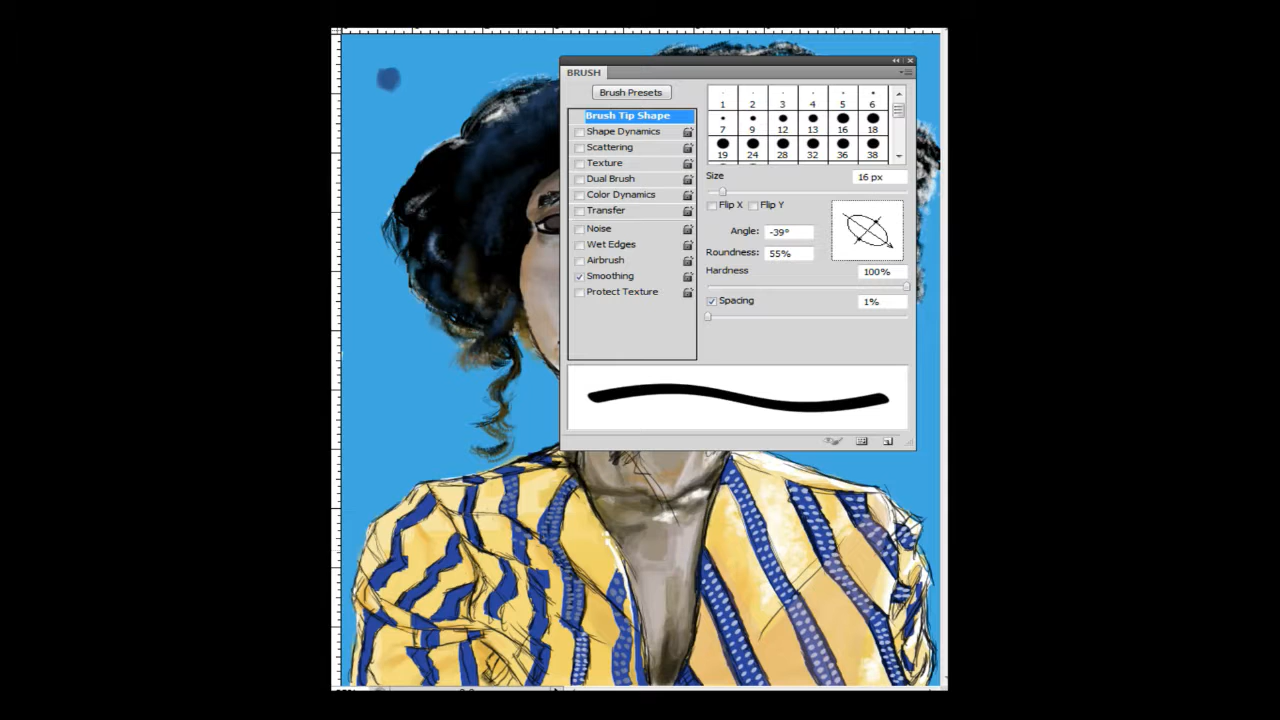 BRUSH
Brush Presets
Brush Tip Shape
Shape Dynamics
Scattering
Texture
Dual Brush
Color Dynamics
Transfer
Noise
Wet Edges
Airbrush
Smoothing
Protect Texture
1 2 3 4 5 6
7 9 12 13 16 18
19 24 28 32 36 38
Size 16 px
Flip X Flip Y
Angle: -39°
Roundness: 55%
Hardness 100%
Spacing 1%